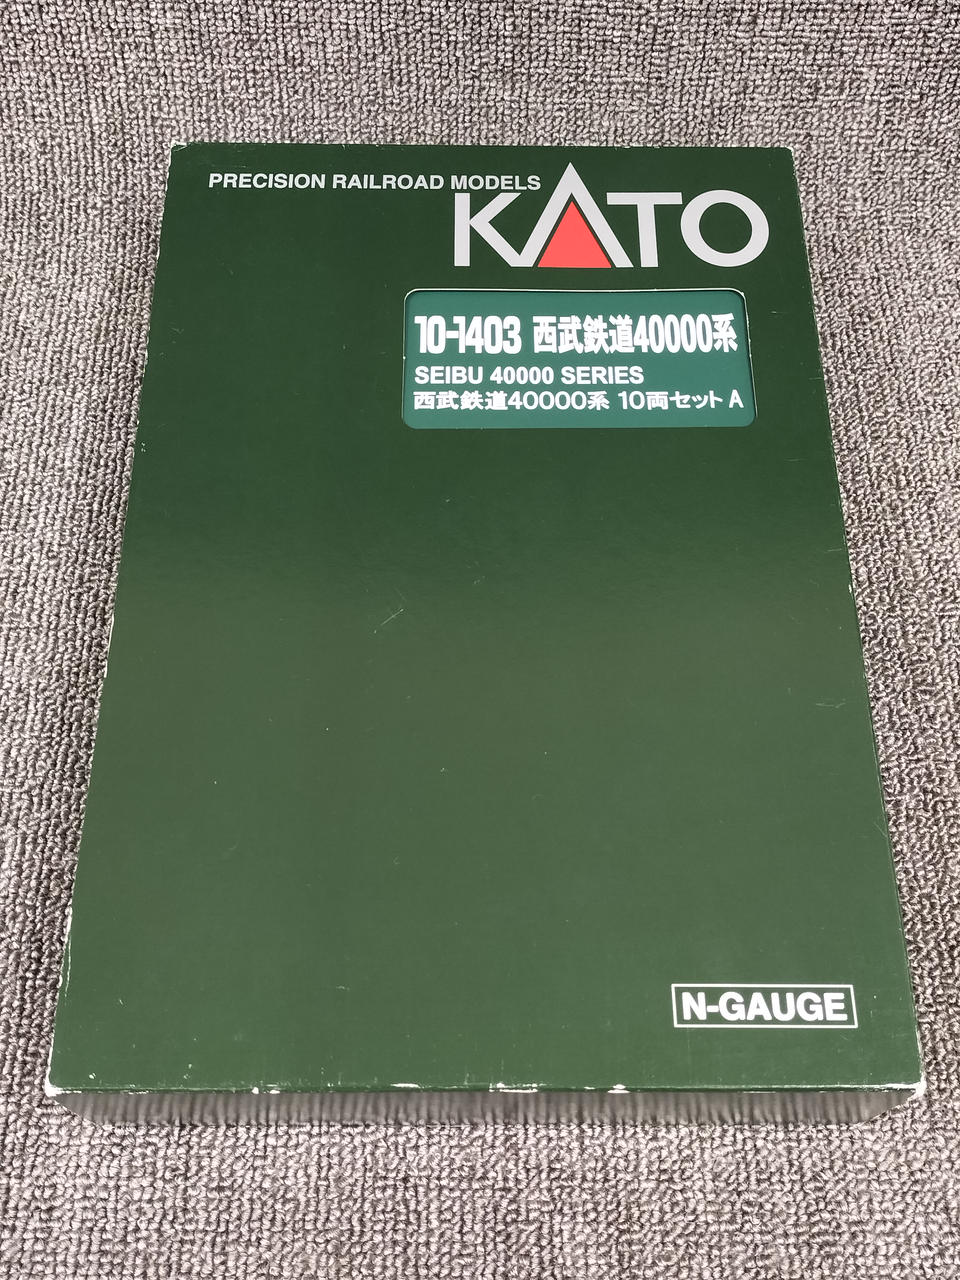 PRECISION RAILROAD MODELS
KATO
10-1403 西武鉄道40000系
SEIBU 40000 SERIES
西武鉄道40000系 10両セット A
N-GAUGE